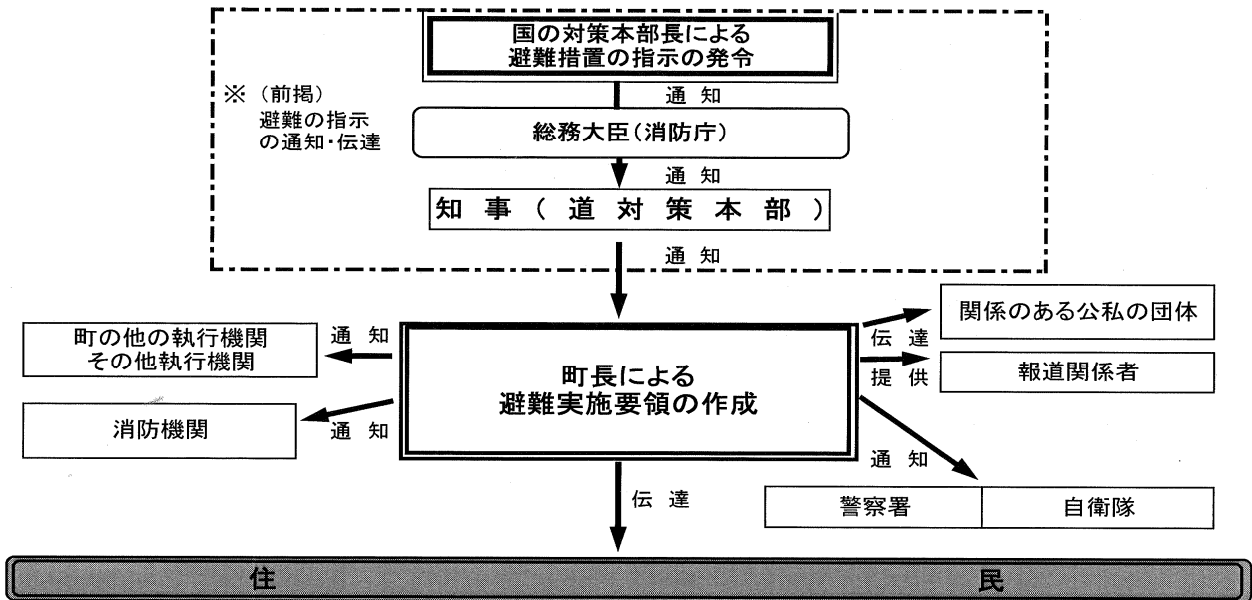 国の対策本部長による
避難措置の指示の発令
※（前掲）
避難の指示
の通知・伝達
通 知
総務大臣（消防庁）
通 知
知 事 （ 道 対 策 本 部 ）
通 知
町の他の執行機関
その他執行機関
通 知
消防機関
通 知
町長による
避難実施要領の作成
関係のある公私の団体
伝 達
提 供
報道関係者
通 知
警察署
自衛隊
伝 達
住 民